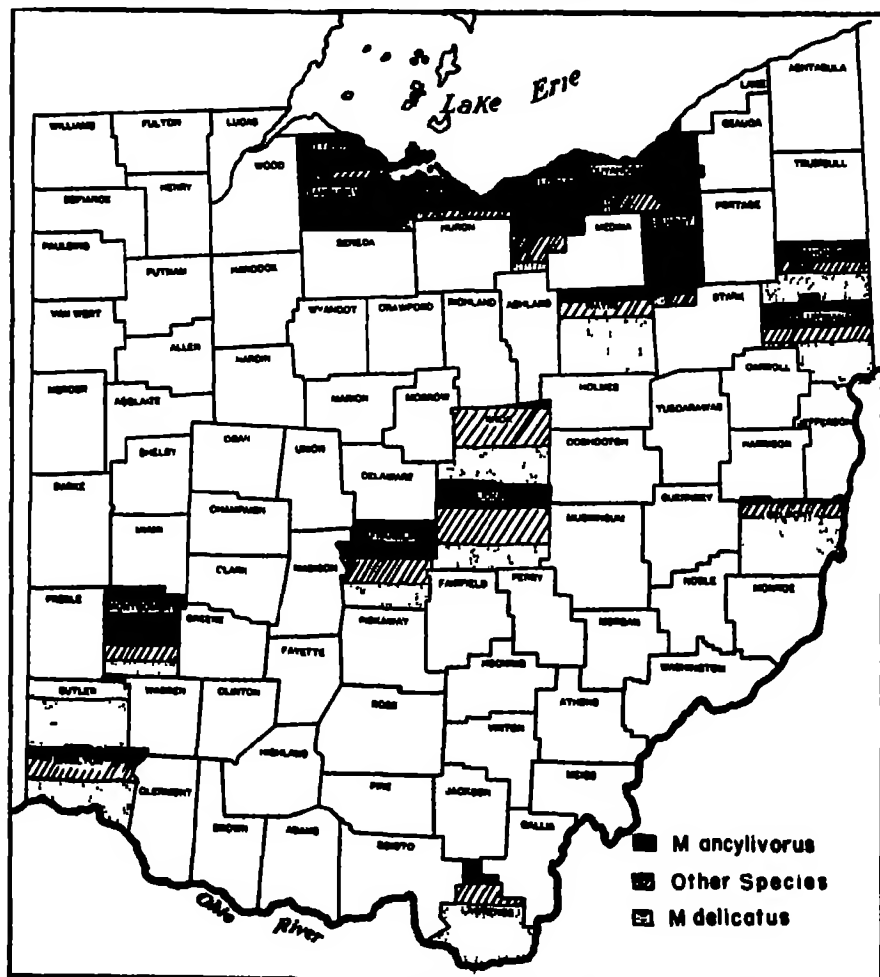 Lake Erie
ASHTABULA
LAKE
GEAUGA
WILLIAMS
FULTON
LUCAS
WOOD
TRUMBULL
HENRY
DEFIANCE
PORTAGE
PAULDING
SENECA
HURON
MEDINA
PUTNAM
HANCOCK
STARK
VAN WERT
WYANDOT
CRAWFORD
RICHLAND
ASHLAND
ALLEN
HARDIN
CARROLL
MERCER
AUGLAIZE
MARION
MORROW
HOLMES
TUSCARAWAS
JEFFERSON
LOGAN
UNION
KNOX
COSHOCTON
HARRISON
SHELBY
DELAWARE
DARKE
CHAMPAIGN
GUERNSEY
MUSKINGUM
MIAMI
CLARK
MADISON
NOBLE
MONROE
PREBLE
GREENE
FAIRFIELD
PERRY
PICKAWAY
MORGAN
FAYETTE
HOCKING
WASHINGTON
BUTLER
WARREN
CLINTON
ROSS
ATHENS
VINTON
HIGHLAND
MEIGS
CLERMONT
PIKE
JACKSON
GALLIA
BROWN
ADAMS
SCIOTO
LAWRENCE
Ohio River
M ancylivorus
Other Species
M delicatus